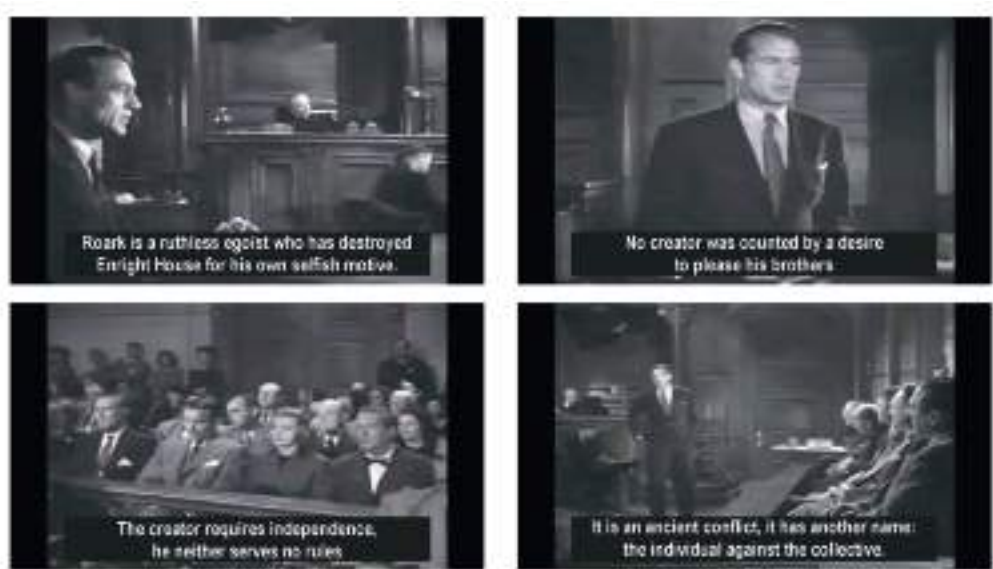 Roark is a ruthless egoist who has destroyed
Enright House for his own selfish motive.
No creator was counted by a desire
to please his brothers
The creator requires independence,
he neither serves no rules
It is an ancient conflict, it has another name:
the individual against the collective.